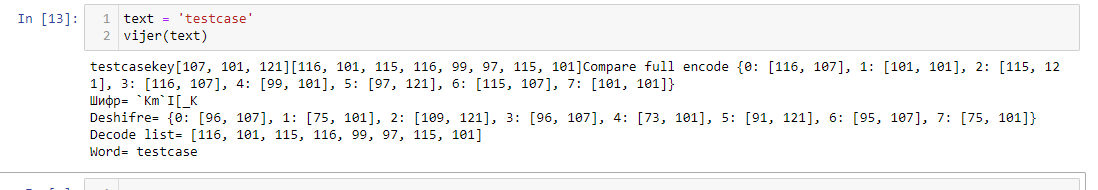 In [13]:
1 text = 'testcase'
2 vijer(text)
testcasekey[107, 101, 121][116, 101, 115, 116, 99, 97, 115, 101]Compare full encode {0: [116, 107], 1: [101, 101], 2: [115, 12
1], 3: [116, 107], 4: [99, 101], 5: [97, 121], 6: [115, 107], 7: [101, 101]}
Шифр= `Km`I[_K
Deshifre= {0: [96, 107], 1: [75, 101], 2: [109, 121], 3: [96, 107], 4: [73, 101], 5: [91, 121], 6: [95, 107], 7: [75, 101]}
Decode list= [116, 101, 115, 116, 99, 97, 115, 101]
Word= testcase